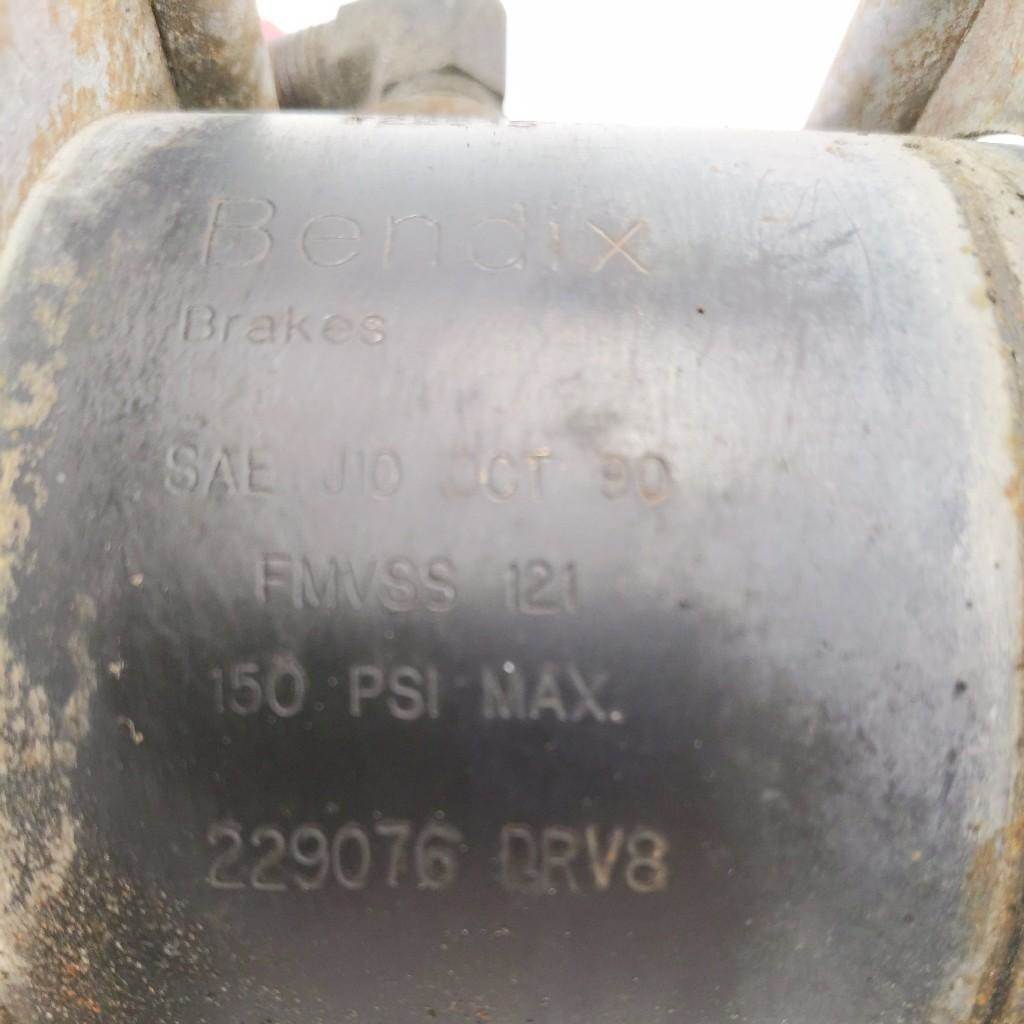 Bendix
Brakes
SAE J10 OCT 90
FMVSS 121
150 PSI MAX.
229076 DRV8